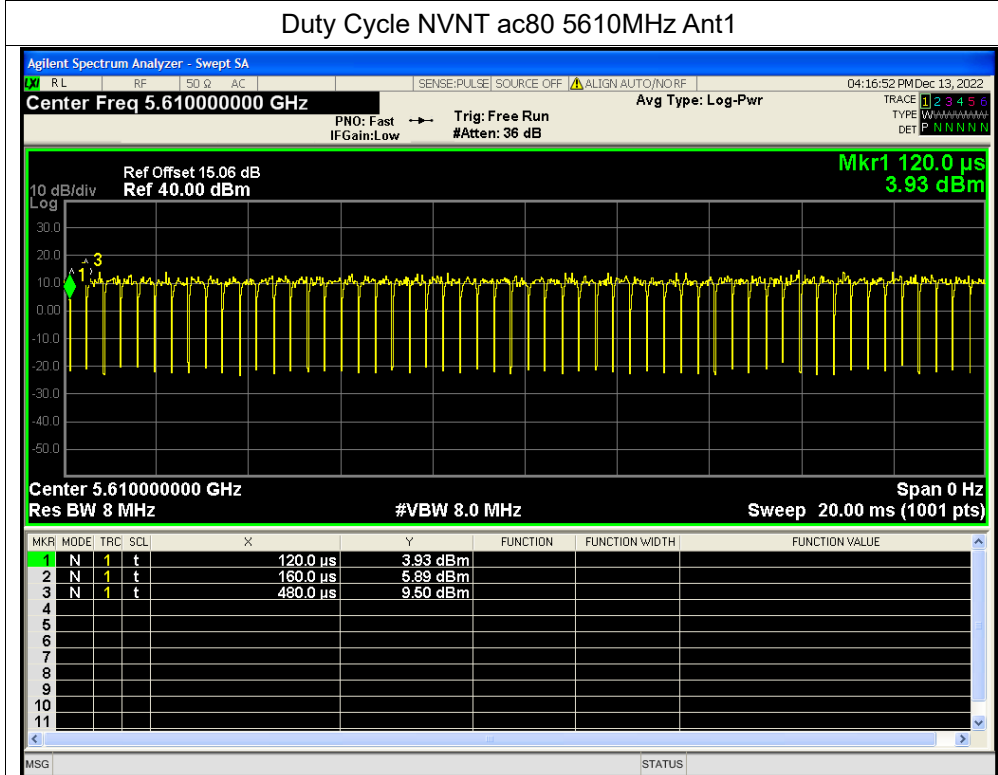 Duty Cycle NVNT ac80 5610MHz Ant1
Agilent Spectrum Analyzer - Swept SA
LXI RL RF 50 Ω AC SENSE:PULSE SOURCE OFF ALIGN AUTO/NO RF 04:16:52 PM Dec 13, 2022
Center Freq 5.610000000 GHz Avg Type: Log-Pwr TRACE 1 2 3 4 5 6
PNO: Fast Trig: Free Run TYPE W
IFGain:Low #Atten: 36 dB DET P N N N N N
Mkr1 120.0 µs
Ref Offset 15.06 dB
10 dB/div Ref 40.00 dBm 3.93 dBm
Log
30.0
20.0
3
1
10.0
0.00
-10.0
-20.0
-30.0
-40.0
-50.0
Center 5.610000000 GHz Span 0 Hz
Res BW 8 MHz #VBW 8.0 MHz Sweep 20.00 ms (1001 pts)
MKR MODE TRC SCL X Y FUNCTION FUNCTION WIDTH FUNCTION VALUE
1 N 1 t 120.0 µs 3.93 dBm
2 N 1 t 160.0 µs 5.89 dBm
3 N 1 t 480.0 µs 9.50 dBm
4
5
6
7
8
9
10
11
MSG STATUS